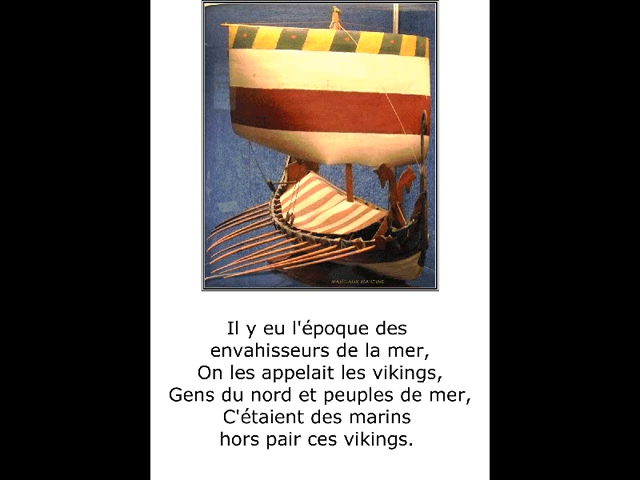 Il y eu l'époque des
envahisseurs de la mer,
On les appelait les vikings,
Gens du nord et peuples de mer,
C'étaient des marins
hors pair ces vikings.